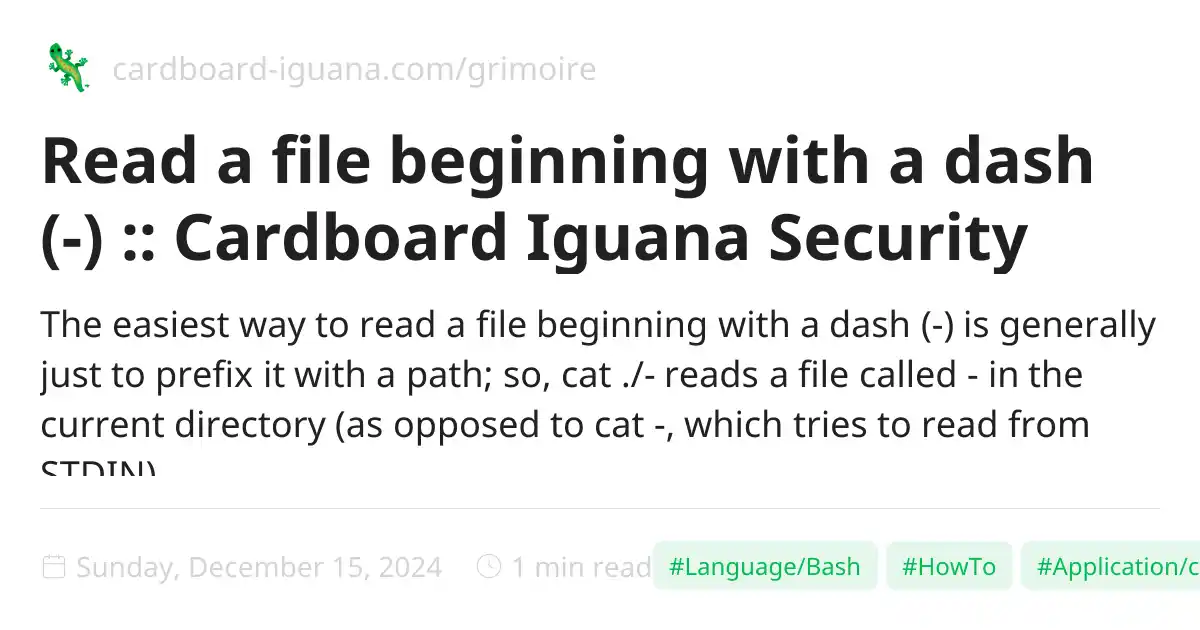 cardboard-iguana.com/grimoire
Read a file beginning with a dash
(-) :: Cardboard Iguana Security
The easiest way to read a file beginning with a dash (-) is generally
just to prefix it with a path; so, cat ./- reads a file called - in the
current directory (as opposed to cat -, which tries to read from
STDIN)
Sunday, December 15, 2024 1 min read #Language/Bash #HowTo #Application/c